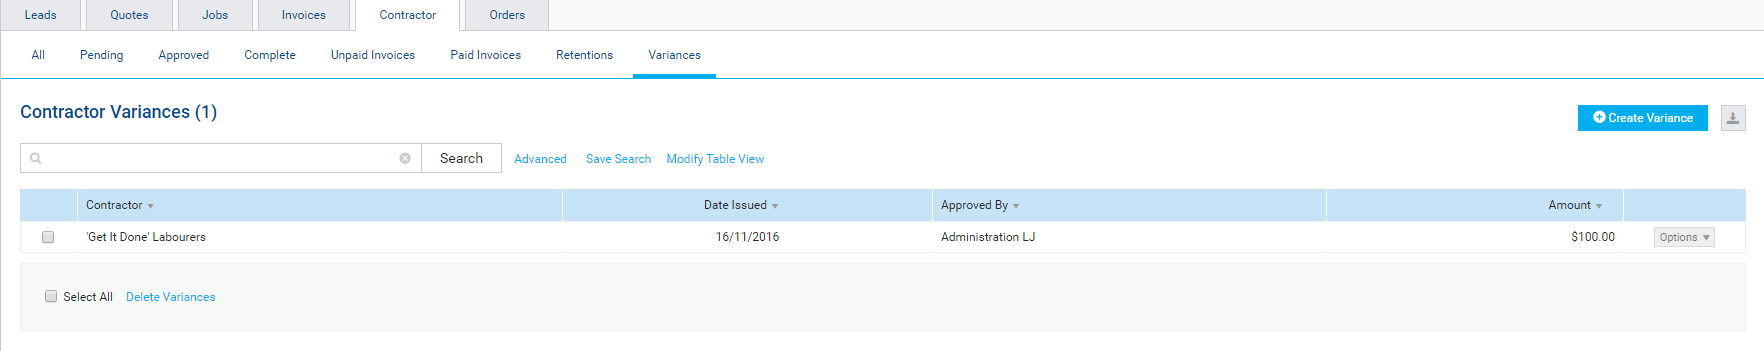 Leads Quotes Jobs Invoices Contractor Orders
All Pending Approved Complete Unpaid Invoices Paid Invoices Retentions Variances
Contractor Variances (1)
Create Variance
Search Advanced Save Search Modify Table View
Contractor Date Issued Approved By Amount
'Get It Done' Labourers 16/11/2016 Administration LJ $100.00 Options
Select All Delete Variances